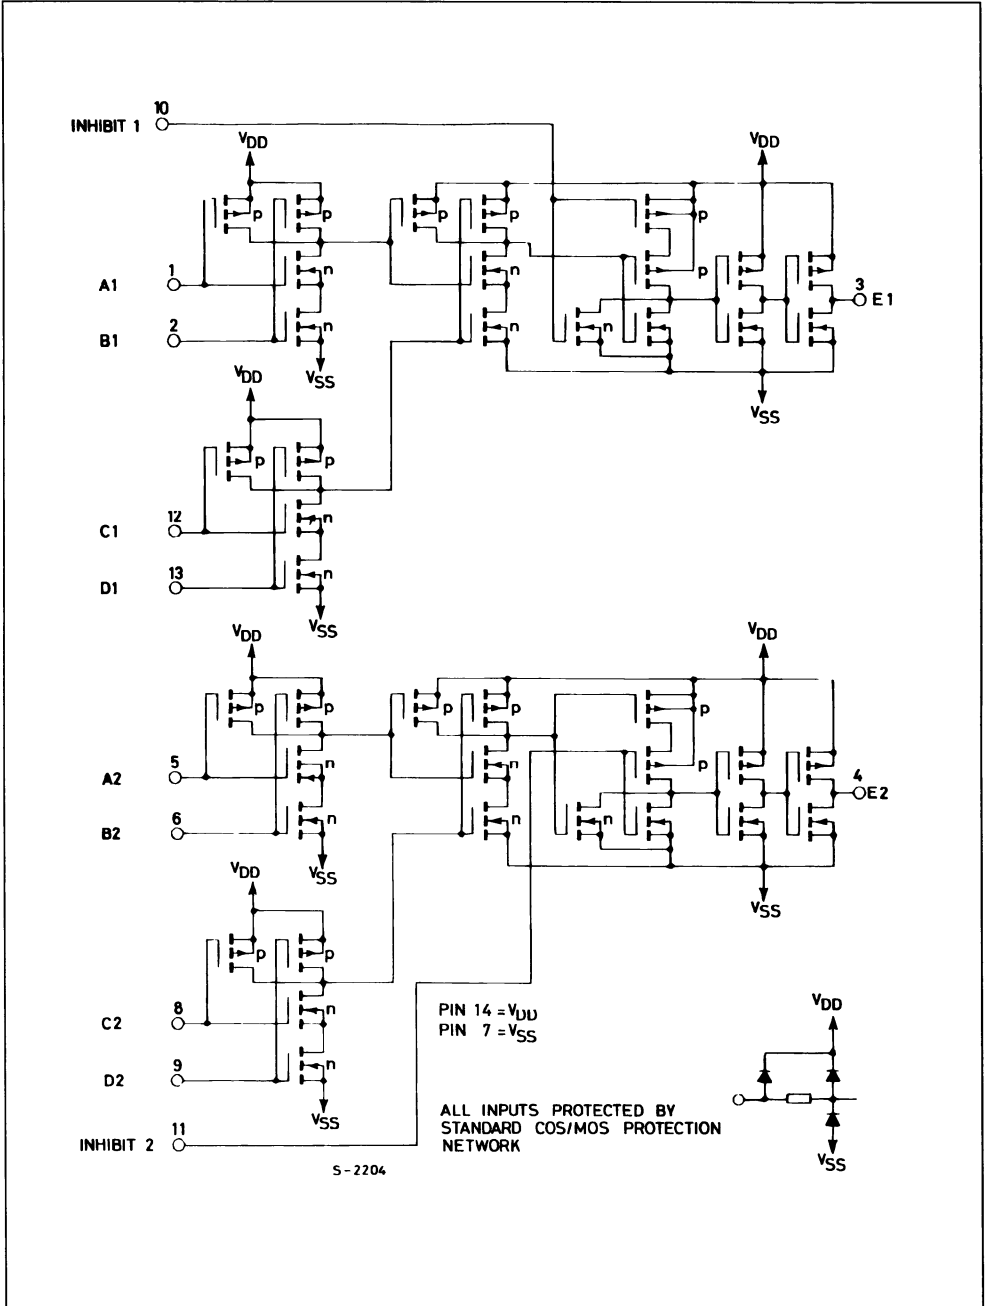 10
INHIBIT 1
VDD
VDD
p
p
p
p
p
p
n
n
1
A1
3
E1
2
B1
n
n
n
VSS
VDD
VSS
p
p
12
C1
n
13
D1
n
VSS
VDD
VDD
p
p
p
p
p
p
5
A2
n
n
4
E2
6
B2
n
n
n
VSS
VDD
VSS
p
p
8
C2
n
PIN 14 = VDD
PIN 7 = VSS
VDD
9
D2
n
VSS
ALL INPUTS PROTECTED BY
STANDARD COS/MOS PROTECTION
NETWORK
11
INHIBIT 2
VSS
S-2204